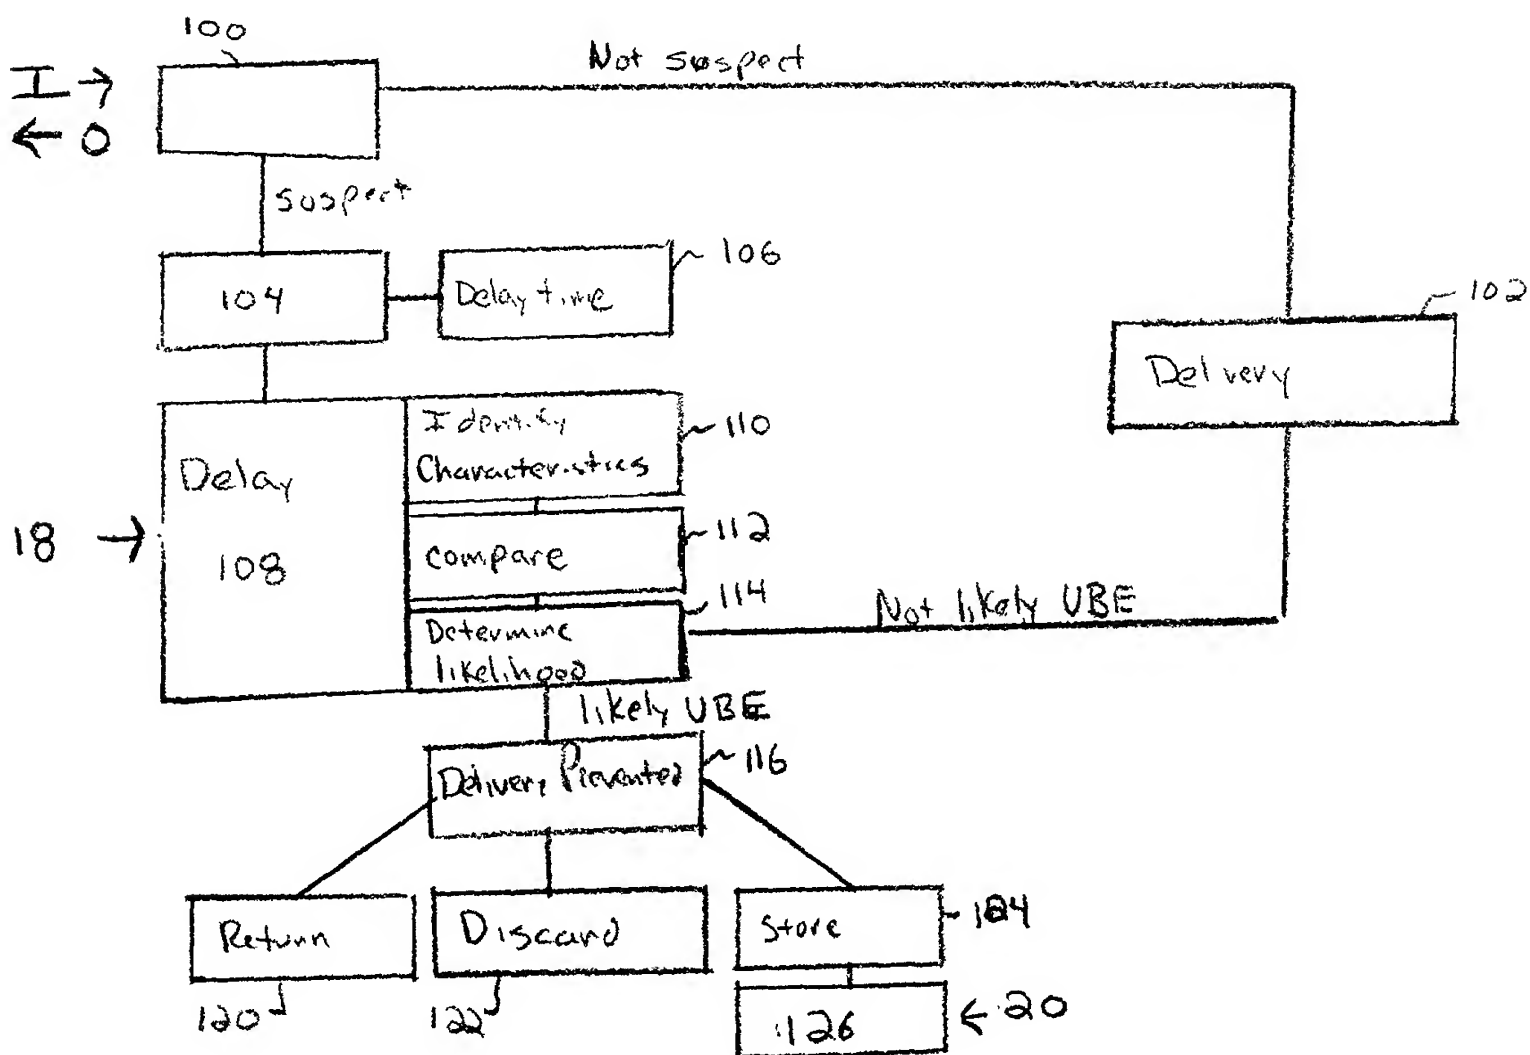 100
I →
← O
Not suspect
suspect
104
Delay time
106
102
Delivery
Identify
Characteristics
110
Delay
108
18 →
compare
112
Determine
likelihood
114
Not likely UBE
likely UBE
Delivery Prevented
116
Return
120
Discard
122
Store
124
126
← 20